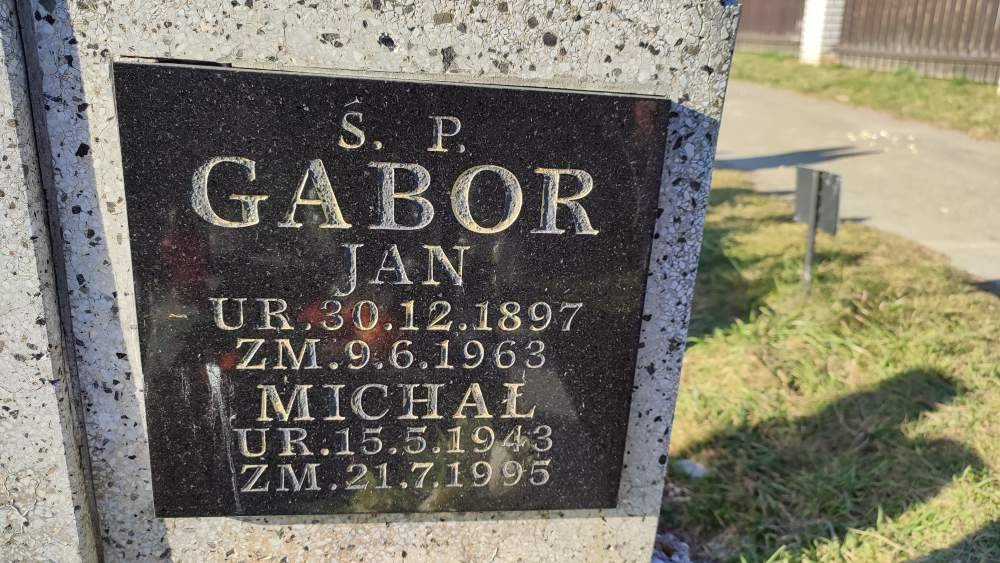 Ś. P.
GABOR
JAN
UR. 30.12.1897
ZM. 9.6.1963
MICHAŁ
UR. 15.5.1943
ZM. 21.7.1995